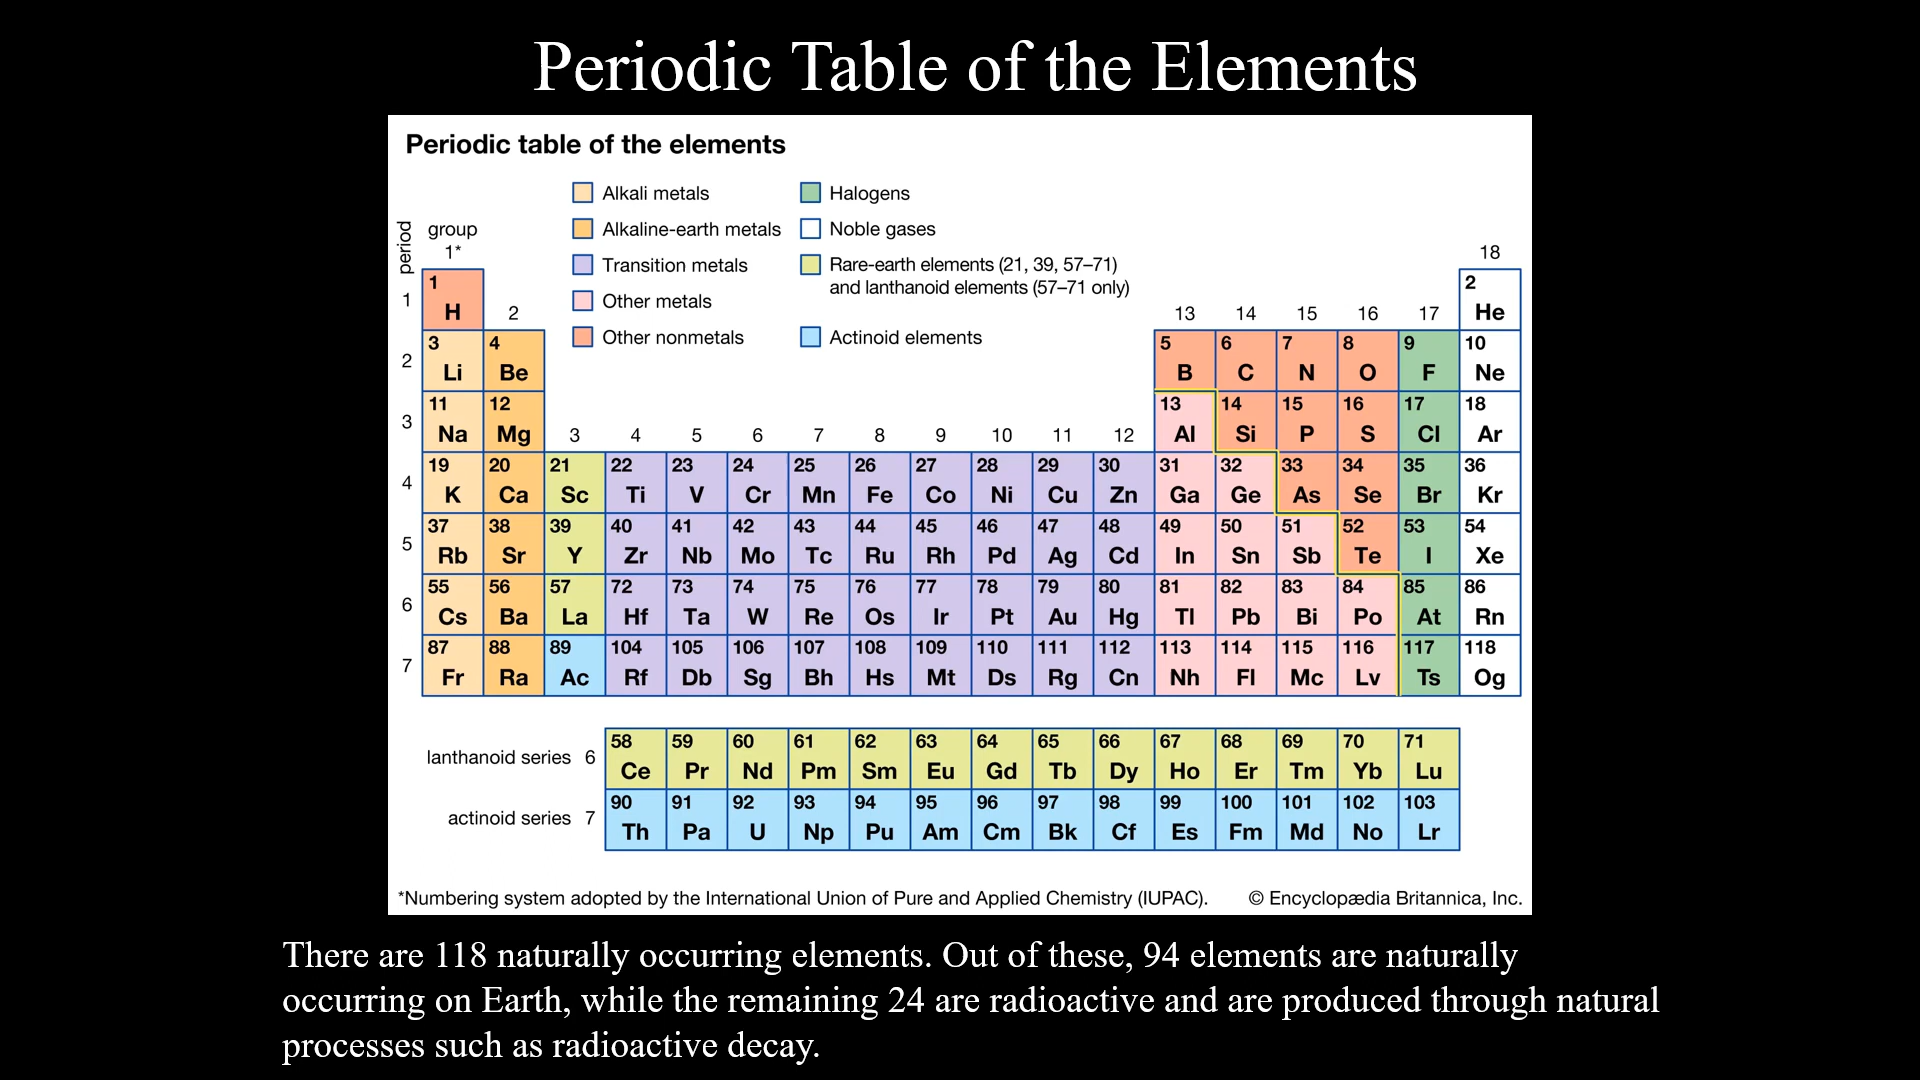 Periodic Table of the Elements
Periodic table of the elements
Alkali metals
Halogens
Alkaline-earth metals
Noble gases
Transition metals
Rare-earth elements (21, 39, 57–71)
and lanthanoid elements (57–71 only)
Other metals
Other nonmetals
Actinoid elements
period
group
1* 18
1 H 2 He
1 2 13 14 15 16 17
3 Li 4 Be 5 B 6 C 7 N 8 O 9 F 10 Ne
2
11 Na 12 Mg 13 Al 14 Si 15 P 16 S 17 Cl 18 Ar
3 3 4 5 6 7 8 9 10 11 12
19 K 20 Ca 21 Sc 22 Ti 23 V 24 Cr 25 Mn 26 Fe 27 Co 28 Ni 29 Cu 30 Zn 31 Ga 32 Ge 33 As 34 Se 35 Br 36 Kr
4
37 Rb 38 Sr 39 Y 40 Zr 41 Nb 42 Mo 43 Tc 44 Ru 45 Rh 46 Pd 47 Ag 48 Cd 49 In 50 Sn 51 Sb 52 Te 53 I 54 Xe
5
55 Cs 56 Ba 57 La 72 Hf 73 Ta 74 W 75 Re 76 Os 77 Ir 78 Pt 79 Au 80 Hg 81 Tl 82 Pb 83 Bi 84 Po 85 At 86 Rn
6
87 Fr 88 Ra 89 Ac 104 Rf 105 Db 106 Sg 107 Bh 108 Hs 109 Mt 110 Ds 111 Rg 112 Cn 113 Nh 114 Fl 115 Mc 116 Lv 117 Ts 118 Og
7
lanthanoid series 6
58 Ce 59 Pr 60 Nd 61 Pm 62 Sm 63 Eu 64 Gd 65 Tb 66 Dy 67 Ho 68 Er 69 Tm 70 Yb 71 Lu
actinoid series 7
90 Th 91 Pa 92 U 93 Np 94 Pu 95 Am 96 Cm 97 Bk 98 Cf 99 Es 100 Fm 101 Md 102 No 103 Lr
*Numbering system adopted by the International Union of Pure and Applied Chemistry (IUPAC).
© Encyclopædia Britannica, Inc.
There are 118 naturally occurring elements. Out of these, 94 elements are naturally
occurring on Earth, while the remaining 24 are radioactive and are produced through natural
processes such as radioactive decay.